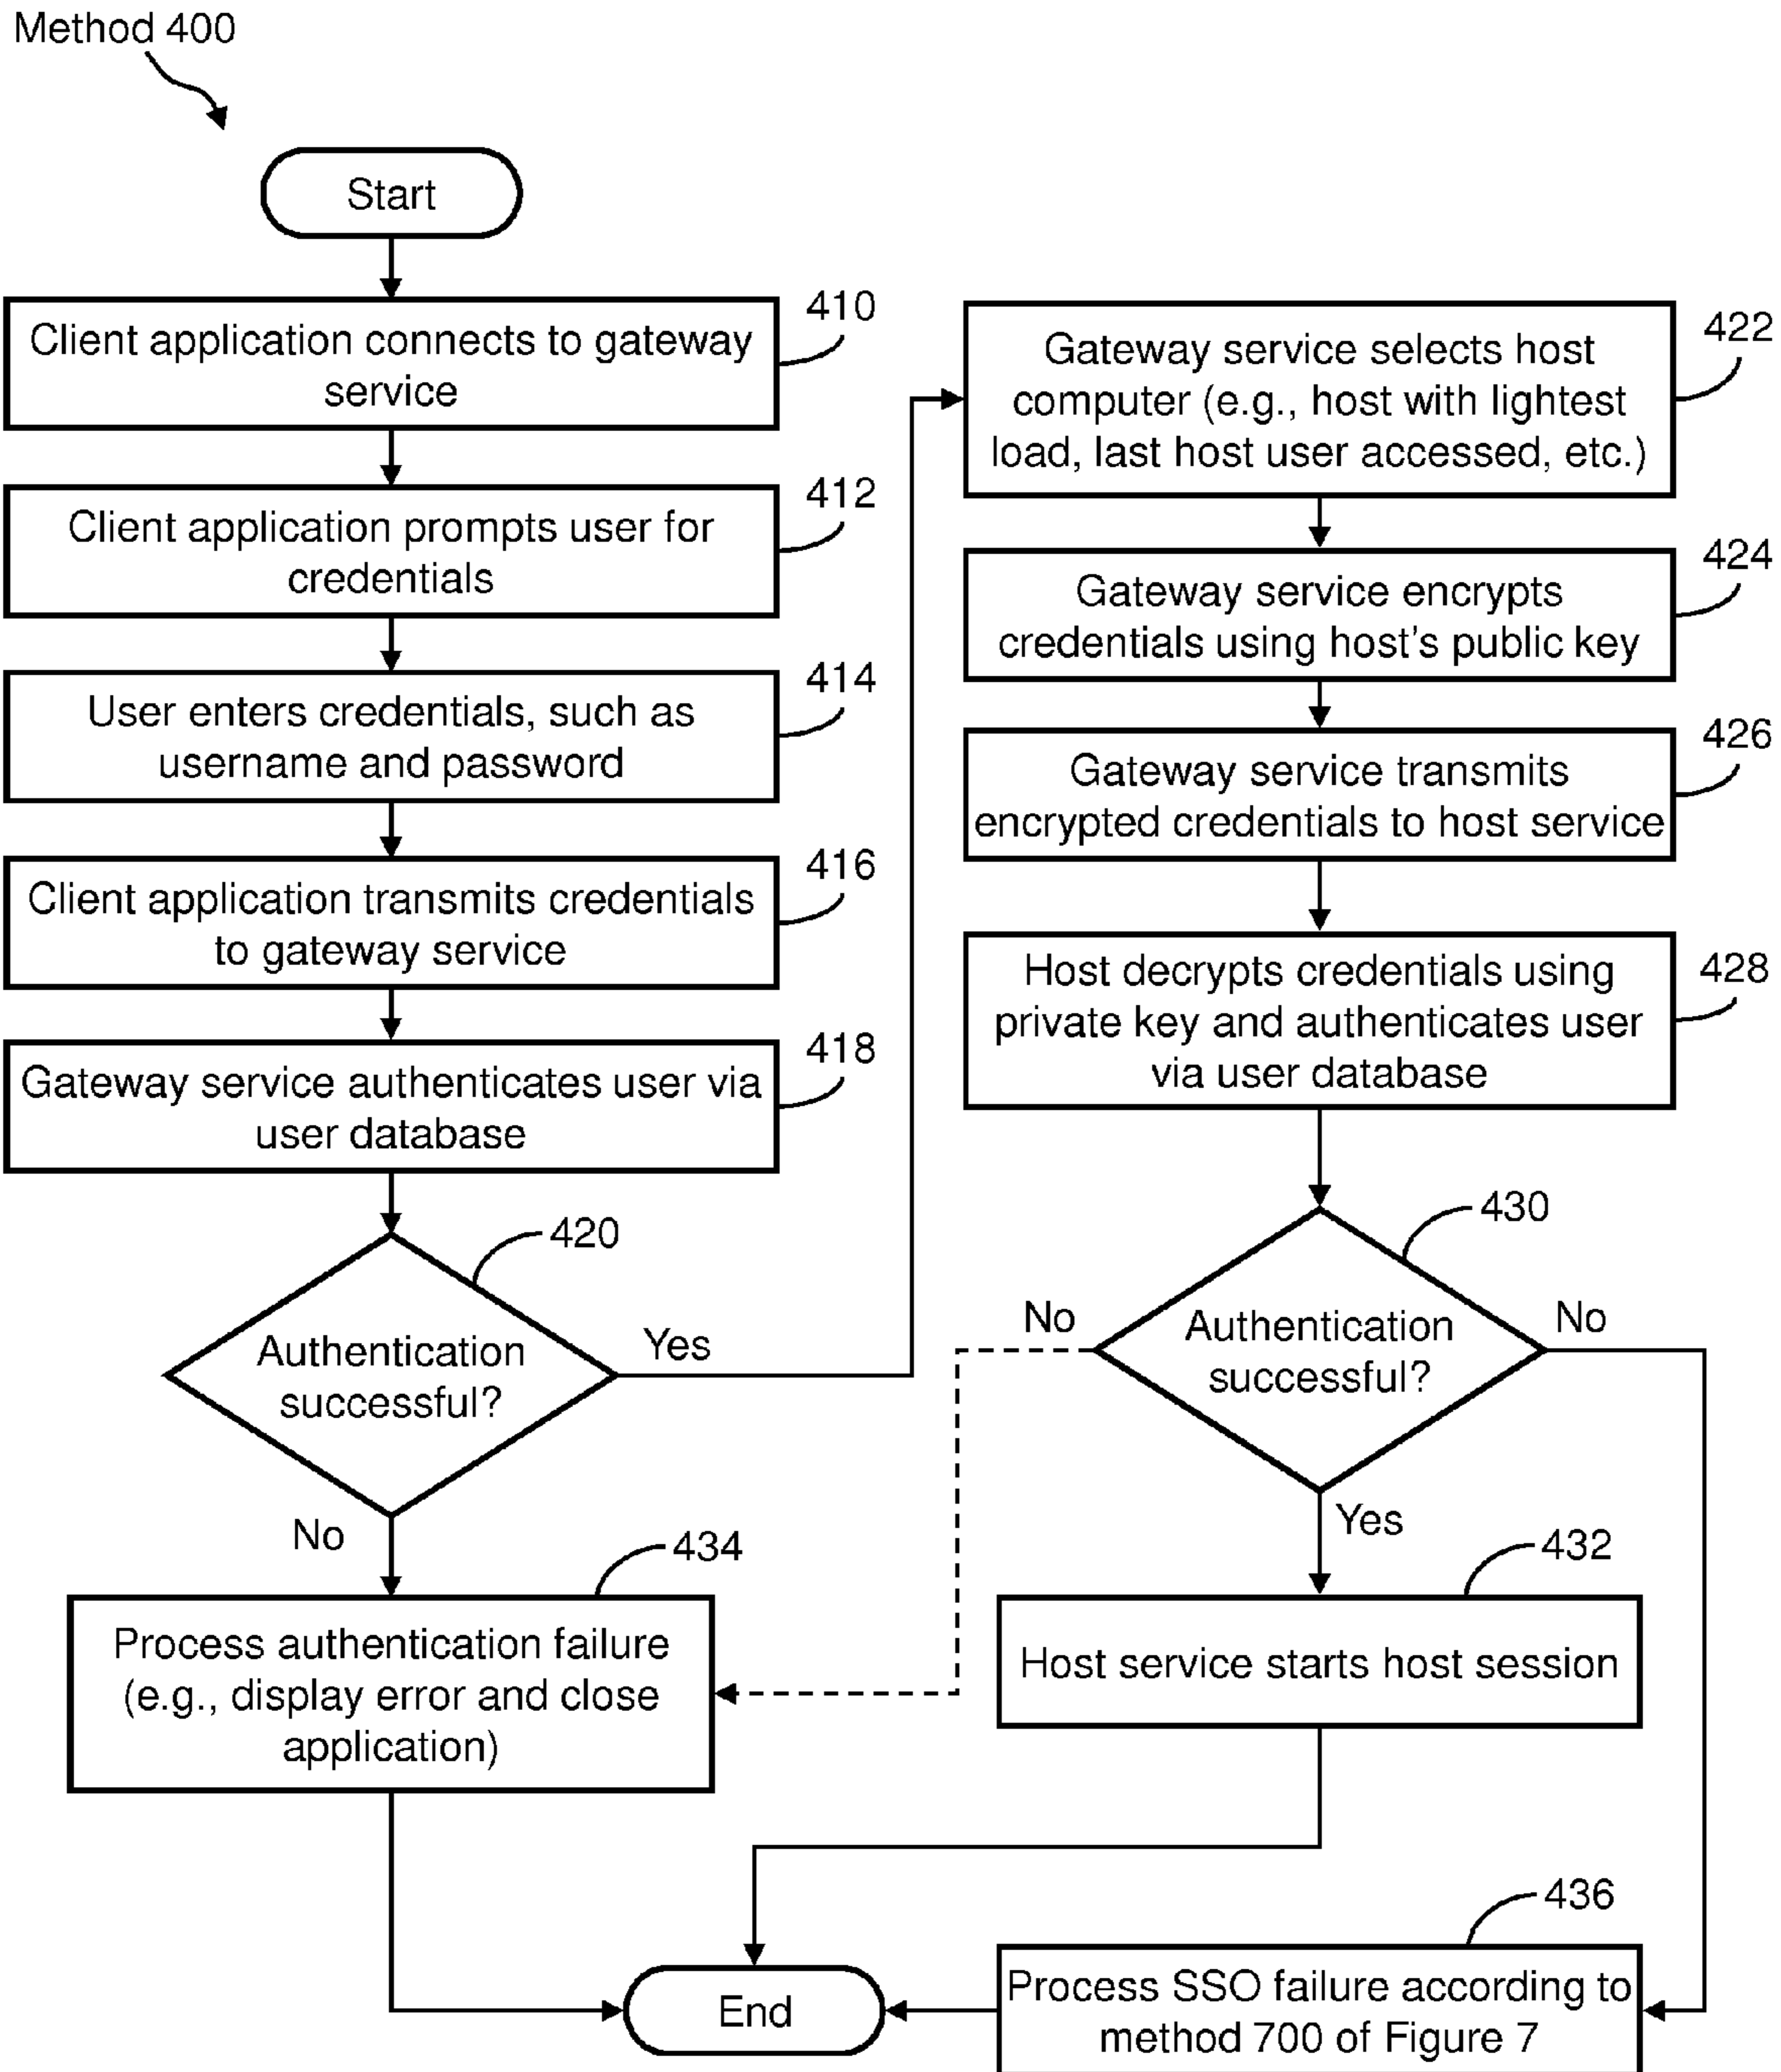 Method 400
Start
Client application connects to gateway
service
410
Client application prompts user for
credentials
412
User enters credentials, such as
username and password
414
Client application transmits credentials
to gateway service
416
Gateway service authenticates user via
user database
418
Authentication
successful?
420
Yes
No
Process authentication failure
(e.g., display error and close
application)
434
Gateway service selects host
computer (e.g., host with lightest
load, last host user accessed, etc.)
422
Gateway service encrypts
credentials using host's public key
424
Gateway service transmits
encrypted credentials to host service
426
Host decrypts credentials using
private key and authenticates user
via user database
428
Authentication
successful?
430
No
No
Yes
Host service starts host session
432
Process SSO failure according to
method 700 of Figure 7
436
End